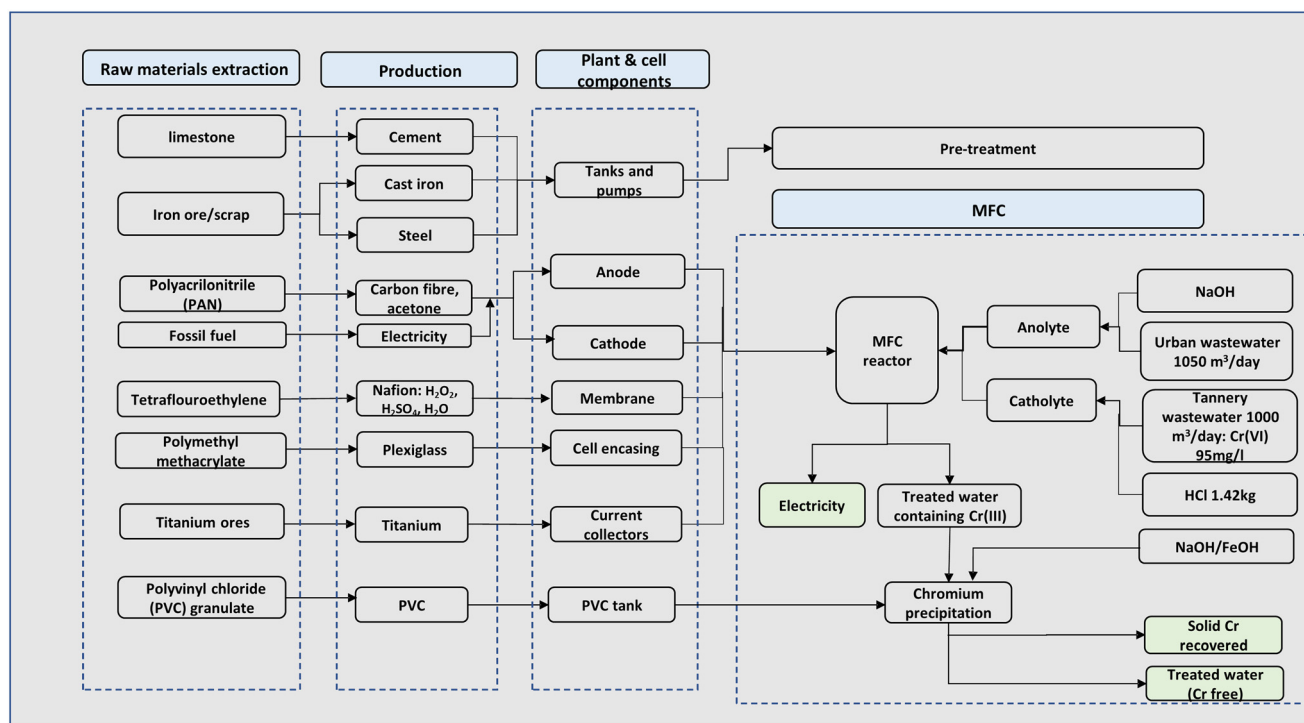 Raw materials extraction
Production
Plant & cell
components
limestone
Cement
Iron ore/scrap
Cast iron
Steel
Tanks and
pumps
Pre-treatment
MFC
Polyacrilonitrile
(PAN)
Carbon fibre,
acetone
Fossil fuel
Electricity
Anode
Cathode
Tetraflouroethylene
Nafion: H₂O₂,
H₂SO₄, H₂O
Membrane
Polymethyl
methacrylate
Plexiglass
Cell encasing
Titanium ores
Titanium
Current
collectors
Polyvinyl chloride
(PVC) granulate
PVC
PVC tank
MFC
reactor
Anolyte
Catholyte
NaOH
Urban wastewater
1050 m³/day
Tannery
wastewater 1000
m³/day: Cr(VI)
95mg/l
HCl 1.42kg
Electricity
Treated water
containing Cr(III)
NaOH/FeOH
Chromium
precipitation
Solid Cr
recovered
Treated water
(Cr free)